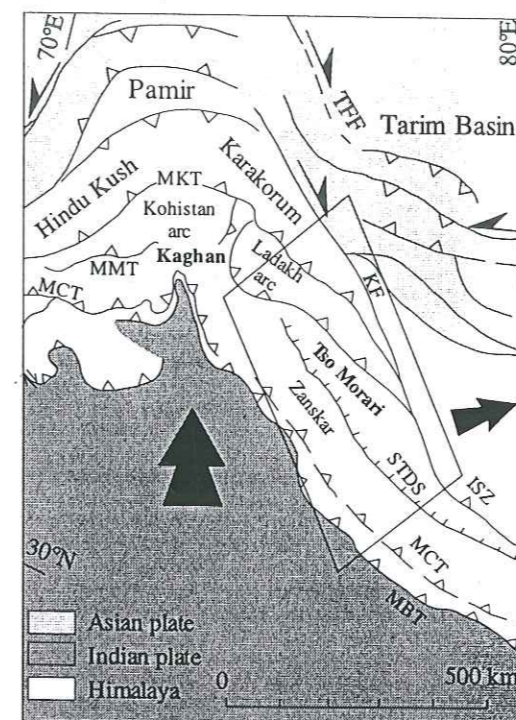 70°E
80°E
Pamir
TFF
Tarim Basin
Hindu Kush
Karakorum
MKT
Kohistan
arc
Kaghan
Ladakh
arc
KF
MMT
MCT
Tso Morari
Zanskar
STDS
ISZ
MCT
MBT
30°N
Asian plate
Indian plate
Himalaya
0
500 km